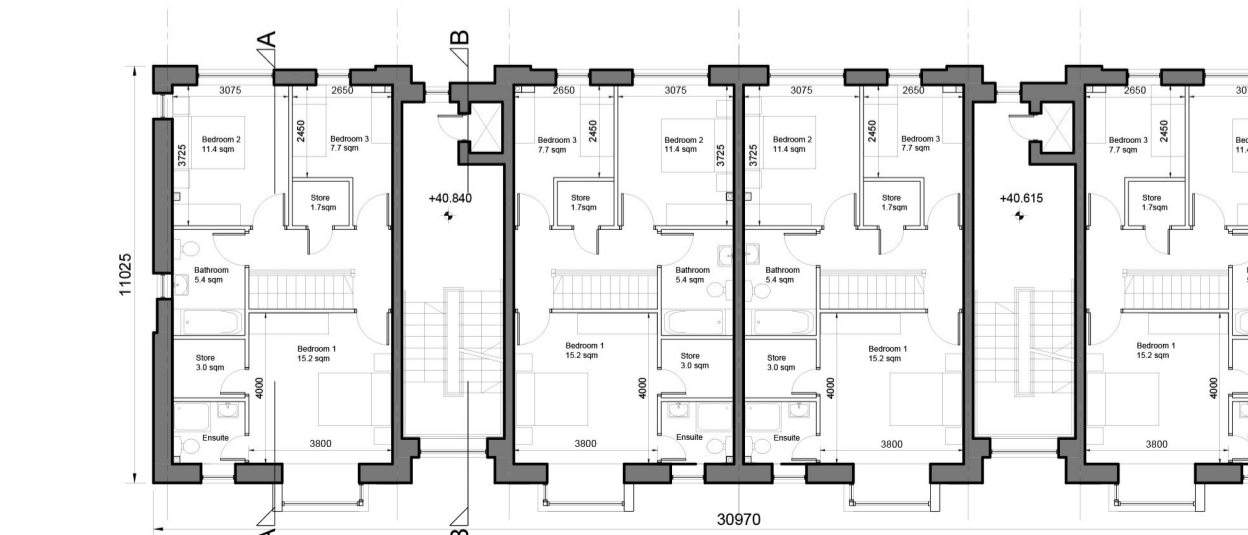 A
B
3075
2650
2650
3075
3075
2650
2650
307
2450
2450
2450
2450
3725
3725
3725
3725
Bedroom 2
11.4 sqm
Bedroom 3
7.7 sqm
Bedroom 3
7.7 sqm
Bedroom 2
11.4 sqm
Bedroom 2
11.4 sqm
Bedroom 3
7.7 sqm
Bedroom 3
7.7 sqm
Bed
11.4
Store
1.7sqm
+40.840
Store
1.7sqm
Store
1.7sqm
+40.615
Store
1.7sqm
11025
Bathroom
5.4 sqm
Bathroom
5.4 sqm
Bathroom
5.4 sqm
Bedroom 1
15.2 sqm
Bedroom 1
15.2 sqm
Bedroom 1
15.2 sqm
Bedroom 1
15.2 sqm
Store
3.0 sqm
Store
3.0 sqm
Store
3.0 sqm
4000
4000
4000
4000
Ensuite
3800
3800
Ensuite
Ensuite
3800
3800
30970
A
B